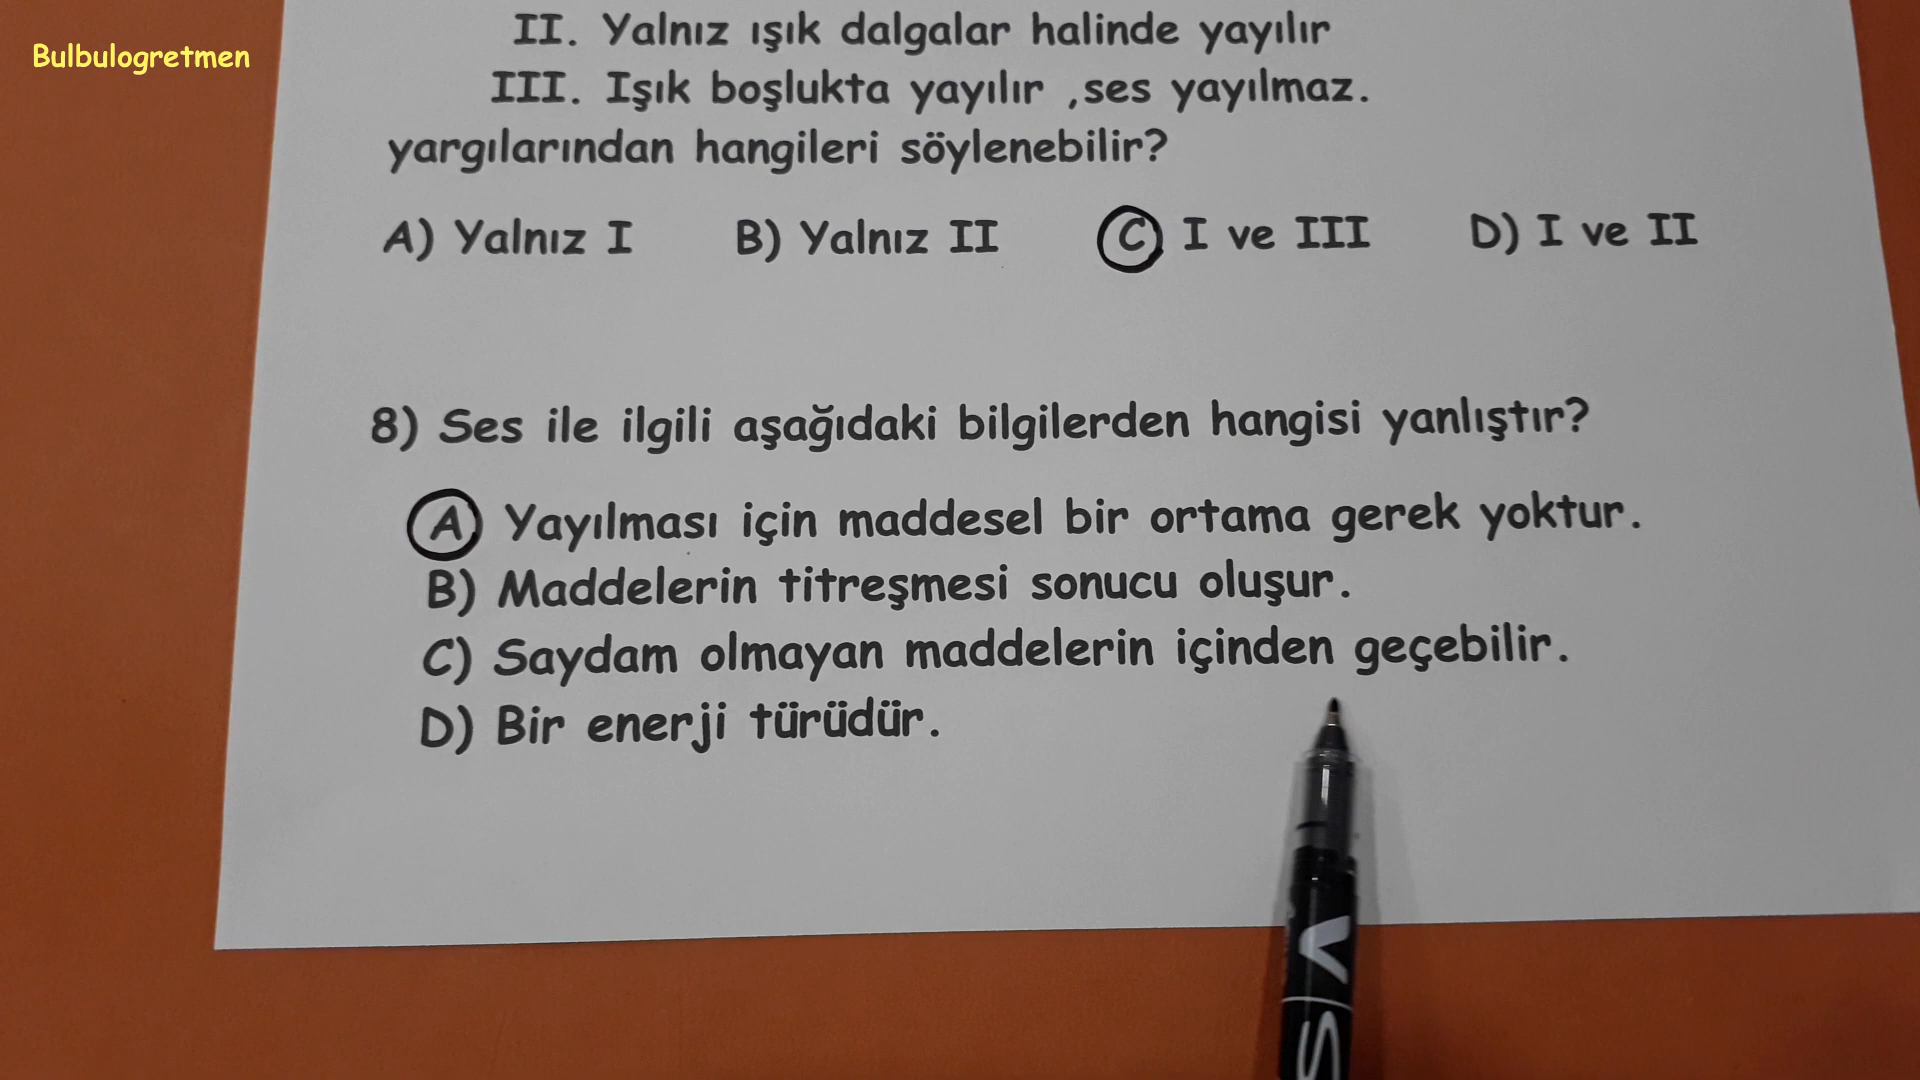 Bulbulogretmen
II. Yalnız ışık dalgalar halinde yayılır
III. Işık boşlukta yayılır ,ses yayılmaz.
yargılarından hangileri söylenebilir?
A) Yalnız I B) Yalnız II C) I ve III D) I ve II
8) Ses ile ilgili aşağıdaki bilgilerden hangisi yanlıştır?
A) Yayılması için maddesel bir ortama gerek yoktur.
B) Maddelerin titreşmesi sonucu oluşur.
C) Saydam olmayan maddelerin içinden geçebilir.
D) Bir enerji türüdür.
V/S